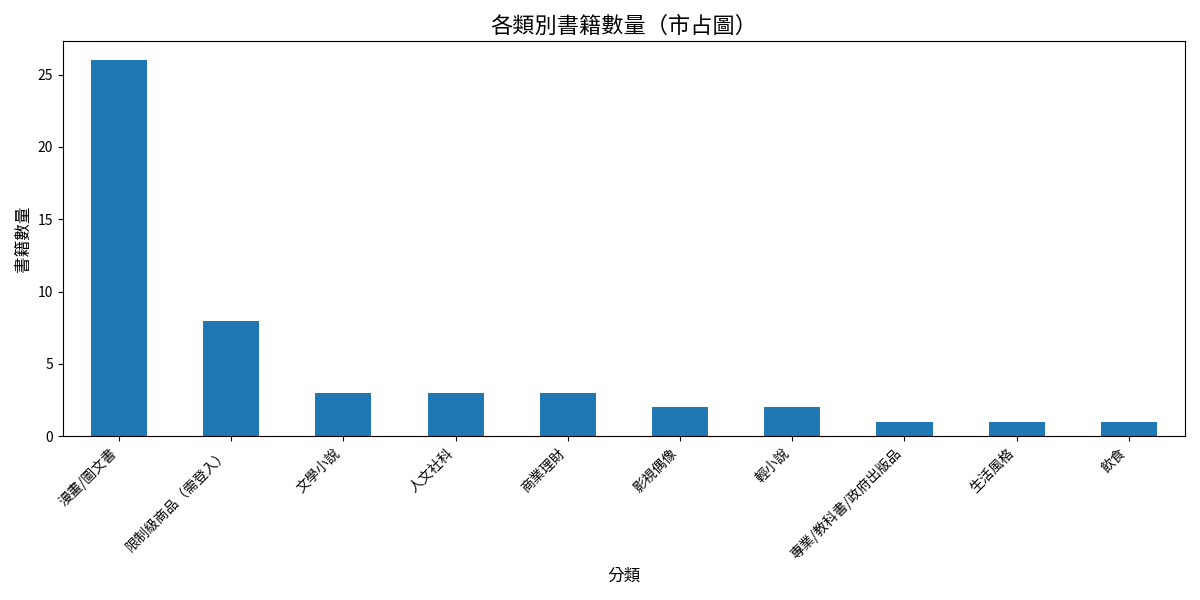 各類別書籍數量（市占圖）
書籍數量
25
20
15
10
5
0
漫畫/圖文書
限制級商品（需登入）
文學小說
人文社科
商業理財
影視偶像
輕小說
專業/教科書/政府出版品
生活風格
飲食
分類